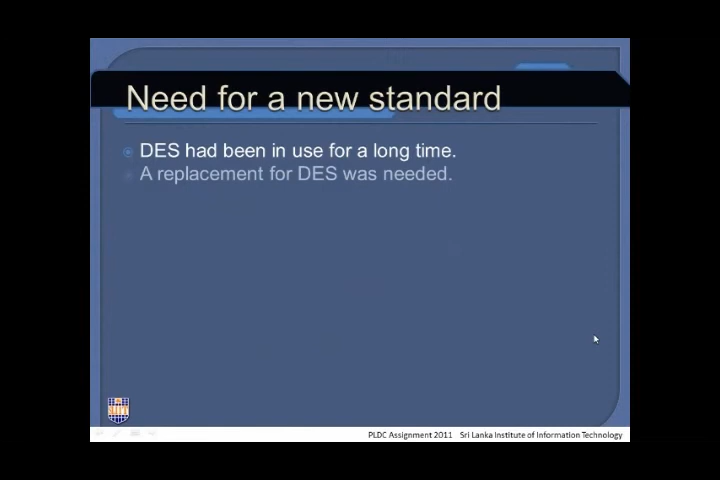 Need for a new standard
DES had been in use for a long time.
A replacement for DES was needed.
PLDC Assignment 2011 Sri Lanka Institute of Information Technology